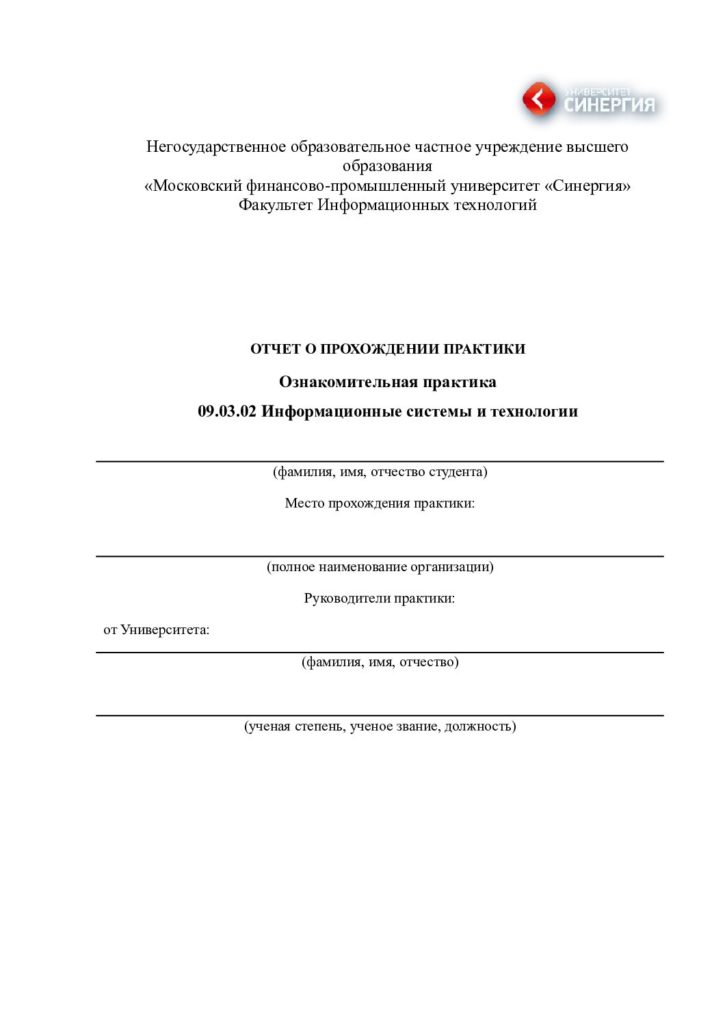 УНИВЕРСИТЕТ
СИНЕРГИЯ
Негосударственное образовательное частное учреждение высшего
образования
«Московский финансово-промышленный университет «Синергия»
Факультет Информационных технологий
ОТЧЕТ О ПРОХОЖДЕНИИ ПРАКТИКИ
Ознакомительная практика
09.03.02 Информационные системы и технологии
(фамилия, имя, отчество студента)
Место прохождения практики:
(полное наименование организации)
Руководители практики:
от Университета:
(фамилия, имя, отчество)
(ученая степень, ученое звание, должность)